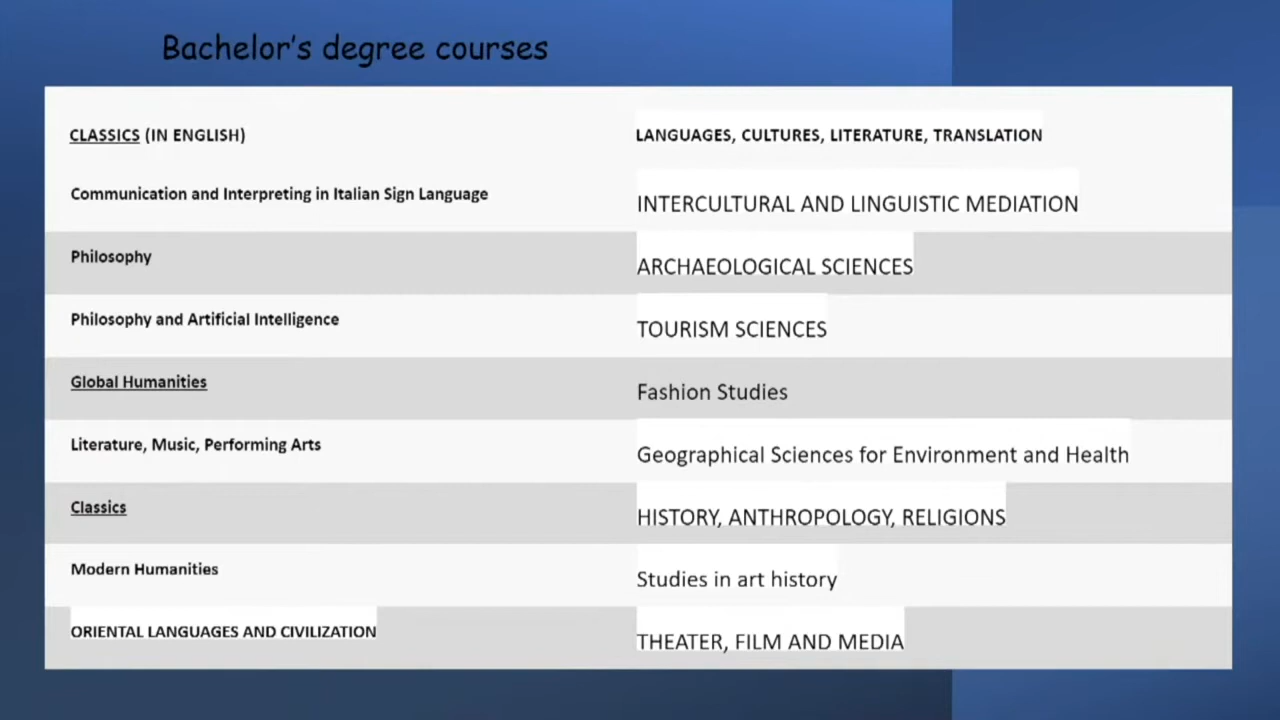 Bachelor's degree courses
CLASSICS (IN ENGLISH)
LANGUAGES, CULTURES, LITERATURE, TRANSLATION
Communication and Interpreting in Italian Sign Language
INTERCULTURAL AND LINGUISTIC MEDIATION
Philosophy
ARCHAEOLOGICAL SCIENCES
Philosophy and Artificial Intelligence
TOURISM SCIENCES
Global Humanities
Fashion Studies
Literature, Music, Performing Arts
Geographical Sciences for Environment and Health
Classics
HISTORY, ANTHROPOLOGY, RELIGIONS
Modern Humanities
Studies in art history
ORIENTAL LANGUAGES AND CIVILIZATION
THEATER, FILM AND MEDIA